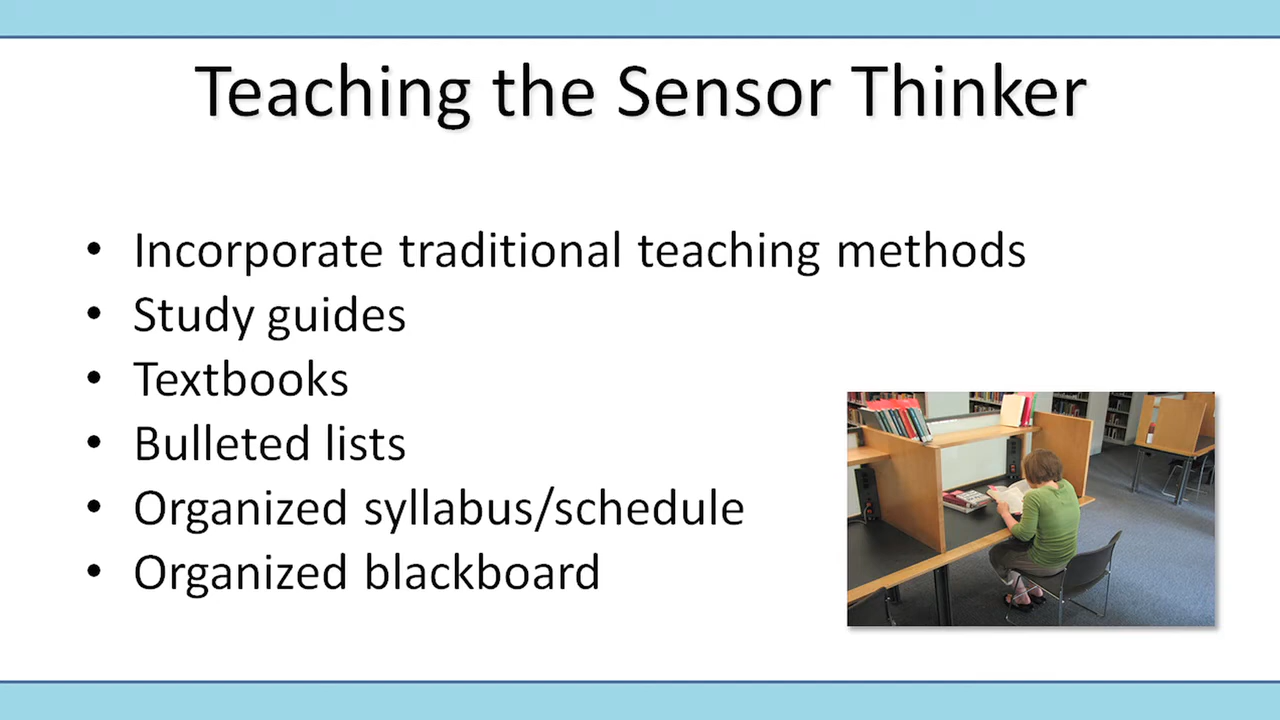 Teaching the Sensor Thinker
• Incorporate traditional teaching methods
• Study guides
• Textbooks
• Bulleted lists
• Organized syllabus/schedule
• Organized blackboard